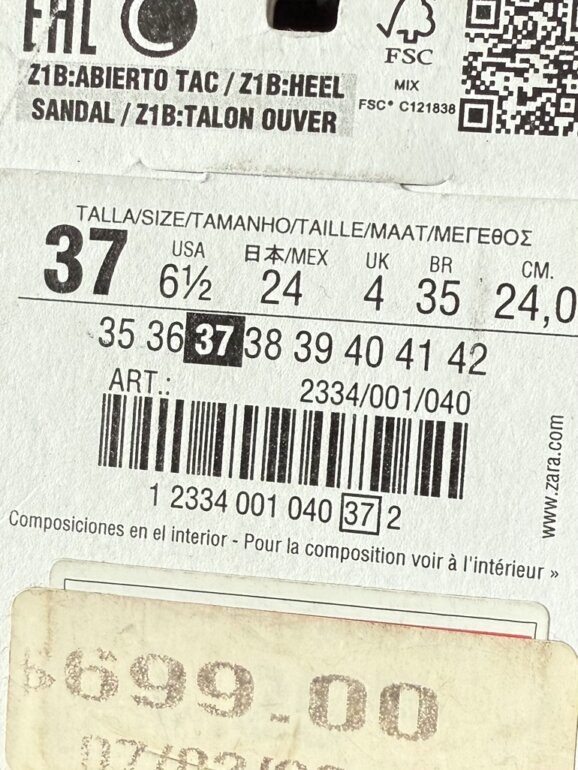 EAC
FSC
MIX
FSC® C121838
Z1B:ABIERTO TAC / Z1B:HEEL
SANDAL / Z1B:TALON OUVER
TALLA/SIZE/TAMANHO/TAILLE/MAAT/ΜΕΓΕΘΟΣ
37 USA 6½ 日本/MEX 24 UK 4 BR 35 CM. 24,0
35 36 37 38 39 40 41 42
ART.: 2334/001/040
1 2334 001 040 37 2
www.zara.com
Composiciones en el interior - Pour la composition voir à l'intérieur »
699.00